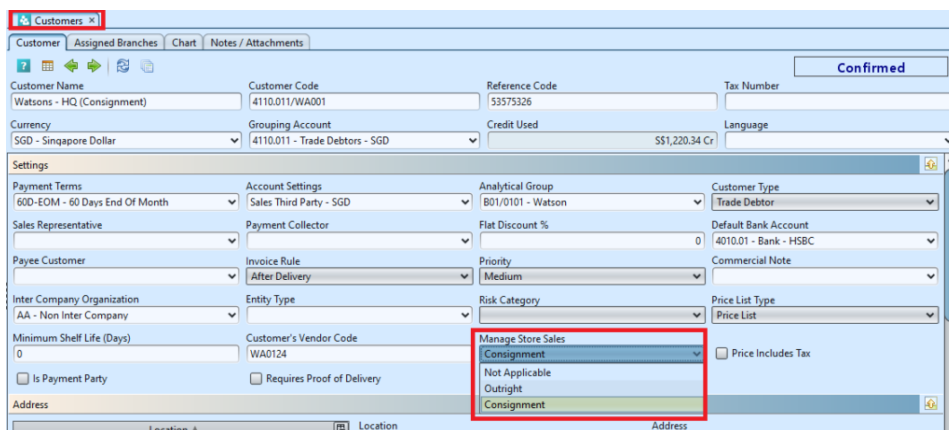 Customers ×
Customer Assigned Branches Chart Notes / Attachments
Confirmed
Customer Name Customer Code Reference Code Tax Number
Watsons - HQ (Consignment) 4110.011/WA001 53575326
Currency Grouping Account Credit Used Language
SGD - Singapore Dollar 4110.011 - Trade Debtors - SGD S$1,220.34 Cr
Settings
Payment Terms Account Settings Analytical Group Customer Type
60D-EOM - 60 Days End Of Month Sales Third Party - SGD B01/0101 - Watson Trade Debtor
Sales Representative Payment Collector Flat Discount % Default Bank Account
0 4010.01 - Bank - HSBC
Payee Customer Invoice Rule Priority Commercial Note
After Delivery Medium
Inter Company Organization Entity Type Risk Category Price List Type
AA - Non Inter Company Price List
Minimum Shelf Life (Days) Customer's Vendor Code Manage Store Sales
0 WA0124 Consignment Price Includes Tax
Not Applicable
Is Payment Party Requires Proof of Delivery Outright
Address Consignment
Location Location Address